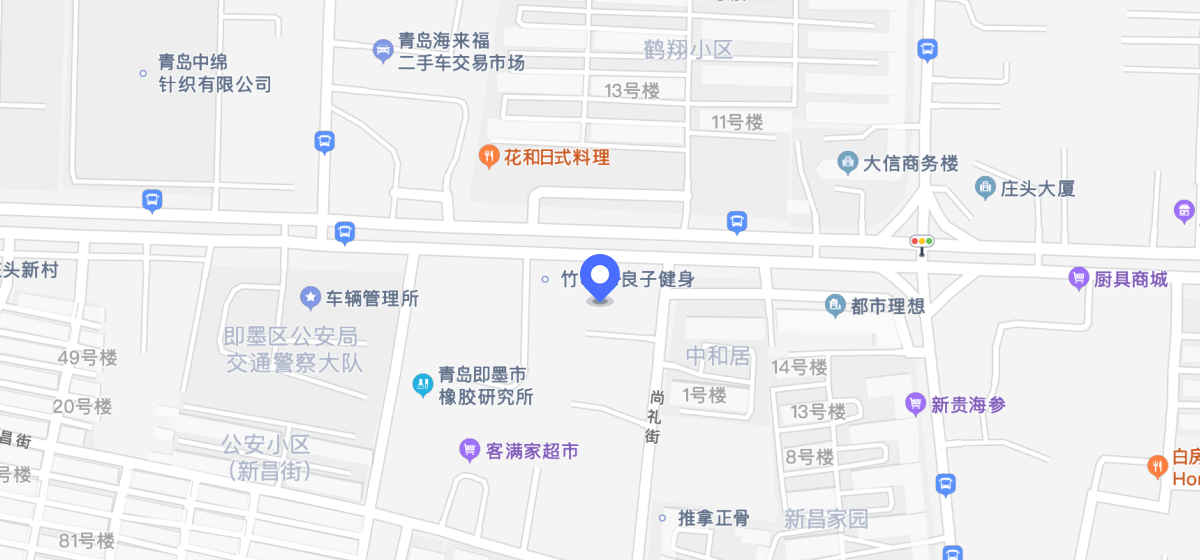 青岛海来福
二手车交易市场
鹤翔小区
青岛中绵
针织有限公司
13号楼
11号楼
花和日式料理
大信商务楼
庄头大厦
头新村
竹
良子健身
厨具商城
车辆管理所
都市理想
即墨区公安局
交通警察大队
49号楼
中和居
14号楼
青岛即墨市
橡胶研究所
1号楼
20号楼
尚礼街
13号楼
新贵海参
昌街
公安小区
(新昌街)
客满家超市
8号楼
白房
Hor
号楼
推拿正骨
新昌家园
81号楼